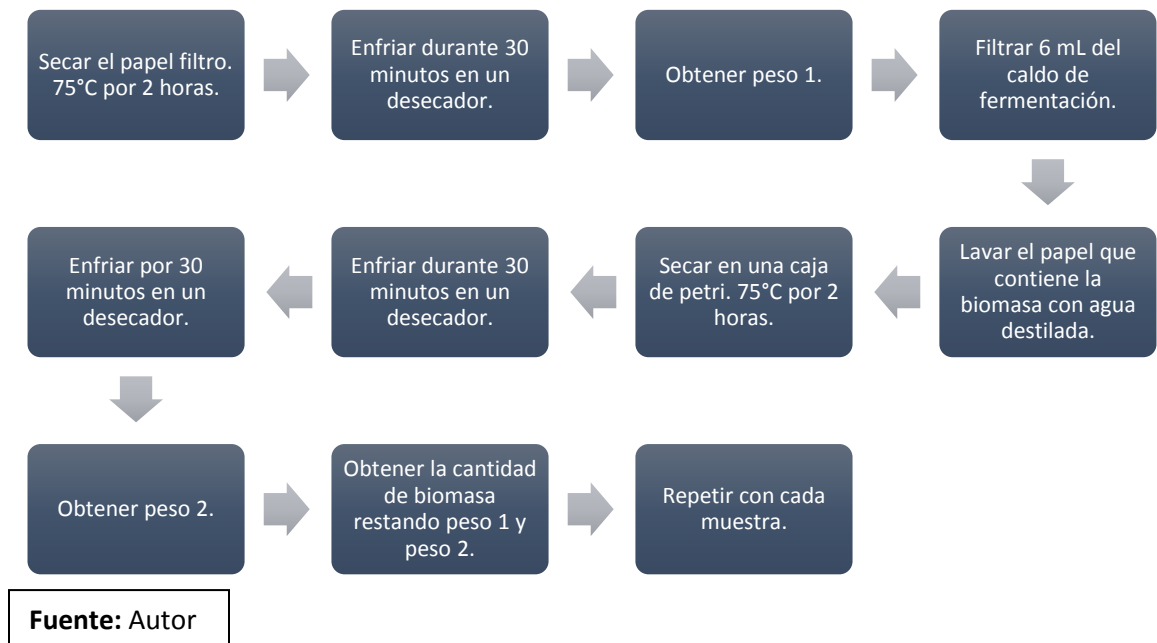 Secar el papel filtro.
75°C por 2 horas.
Enfriar durante 30
minutos en un
desecador.
Obtener peso 1.
Filtrar 6 mL del
caldo de
fermentación.
Lavar el papel que
contiene la
biomasa con agua
destilada.
Secar en una caja
de petri. 75°C por 2
horas.
Enfriar durante 30
minutos en un
desecador.
Enfriar por 30
minutos en un
desecador.
Obtener peso 2.
Obtener la cantidad
de biomasa
restando peso 1 y
peso 2.
Repetir con cada
muestra.
Fuente: Autor